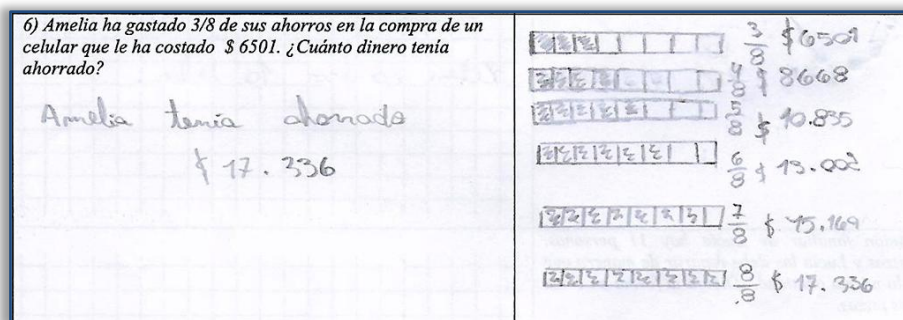 6) Amelia ha gastado 3/8 de sus ahorros en la compra de un
celular que le ha costado $ 6501. ¿Cuánto dinero tenía
ahorrado?
Amelia tenia ahorrado
$ 17.336
3/8 $6501
4/8 $ 8668
5/8 $ 10.835
6/8 $ 13.002
7/8 $ 15.169
8/8 $ 17.336